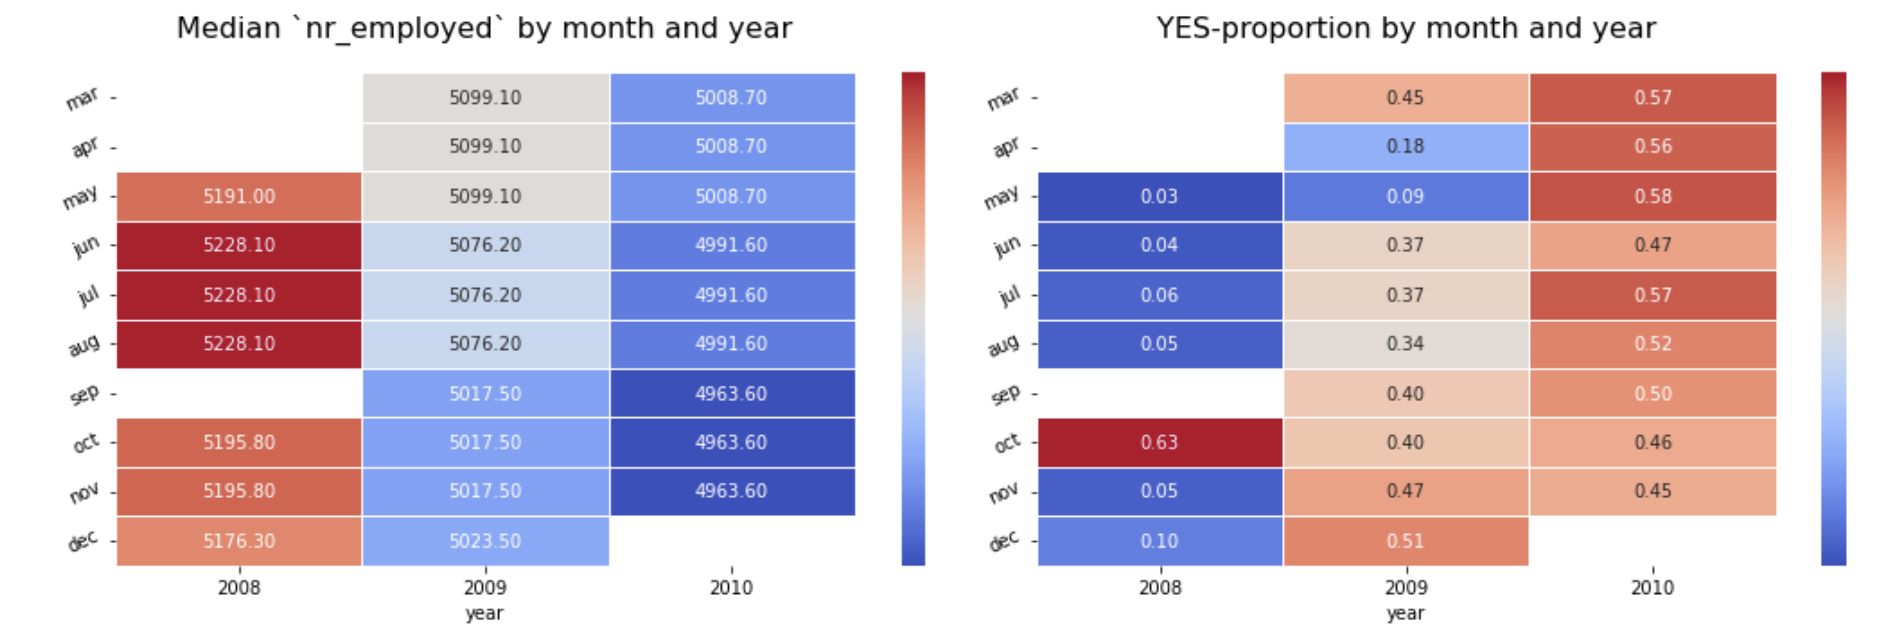 Median `nr_employed` by month and year
mar 5099.10 5008.70
apr 5099.10 5008.70
may 5191.00 5099.10 5008.70
jun 5228.10 5076.20 4991.60
jul 5228.10 5076.20 4991.60
aug 5228.10 5076.20 4991.60
sep 5017.50 4963.60
oct 5195.80 5017.50 4963.60
nov 5195.80 5017.50 4963.60
dec 5176.30 5023.50
2008 2009 2010
year
YES-proportion by month and year
mar 0.45 0.57
apr 0.18 0.56
may 0.03 0.09 0.58
jun 0.04 0.37 0.47
jul 0.06 0.37 0.57
aug 0.05 0.34 0.52
sep 0.40 0.50
oct 0.63 0.40 0.46
nov 0.05 0.47 0.45
dec 0.10 0.51
2008 2009 2010
year